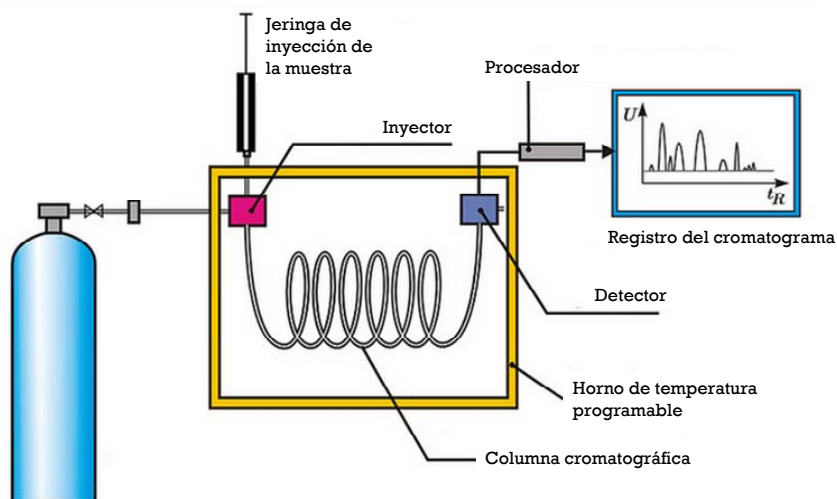 Jeringa de
inyección de
la muestra
Procesador
Inyector
U
t_R
Registro del cromatograma
Detector
Horno de temperatura
programable
Columna cromatográfica